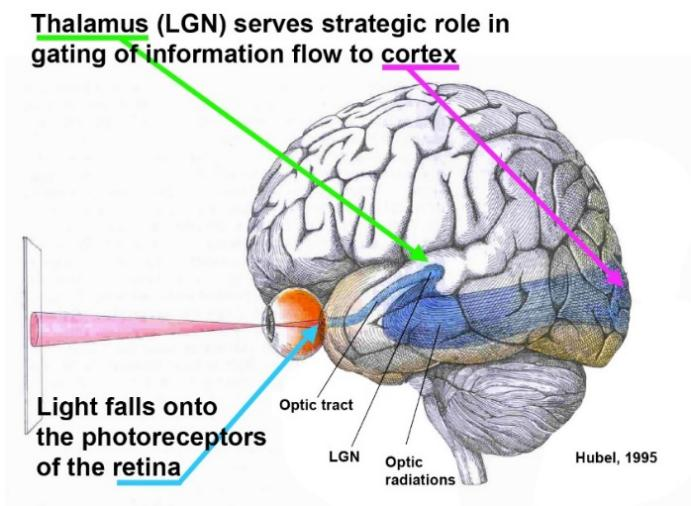 Thalamus (LGN) serves strategic role in
gating of information flow to cortex
Light falls onto
the photoreceptors
of the retina
Optic tract
LGN
Optic
radiations
Hubel, 1995